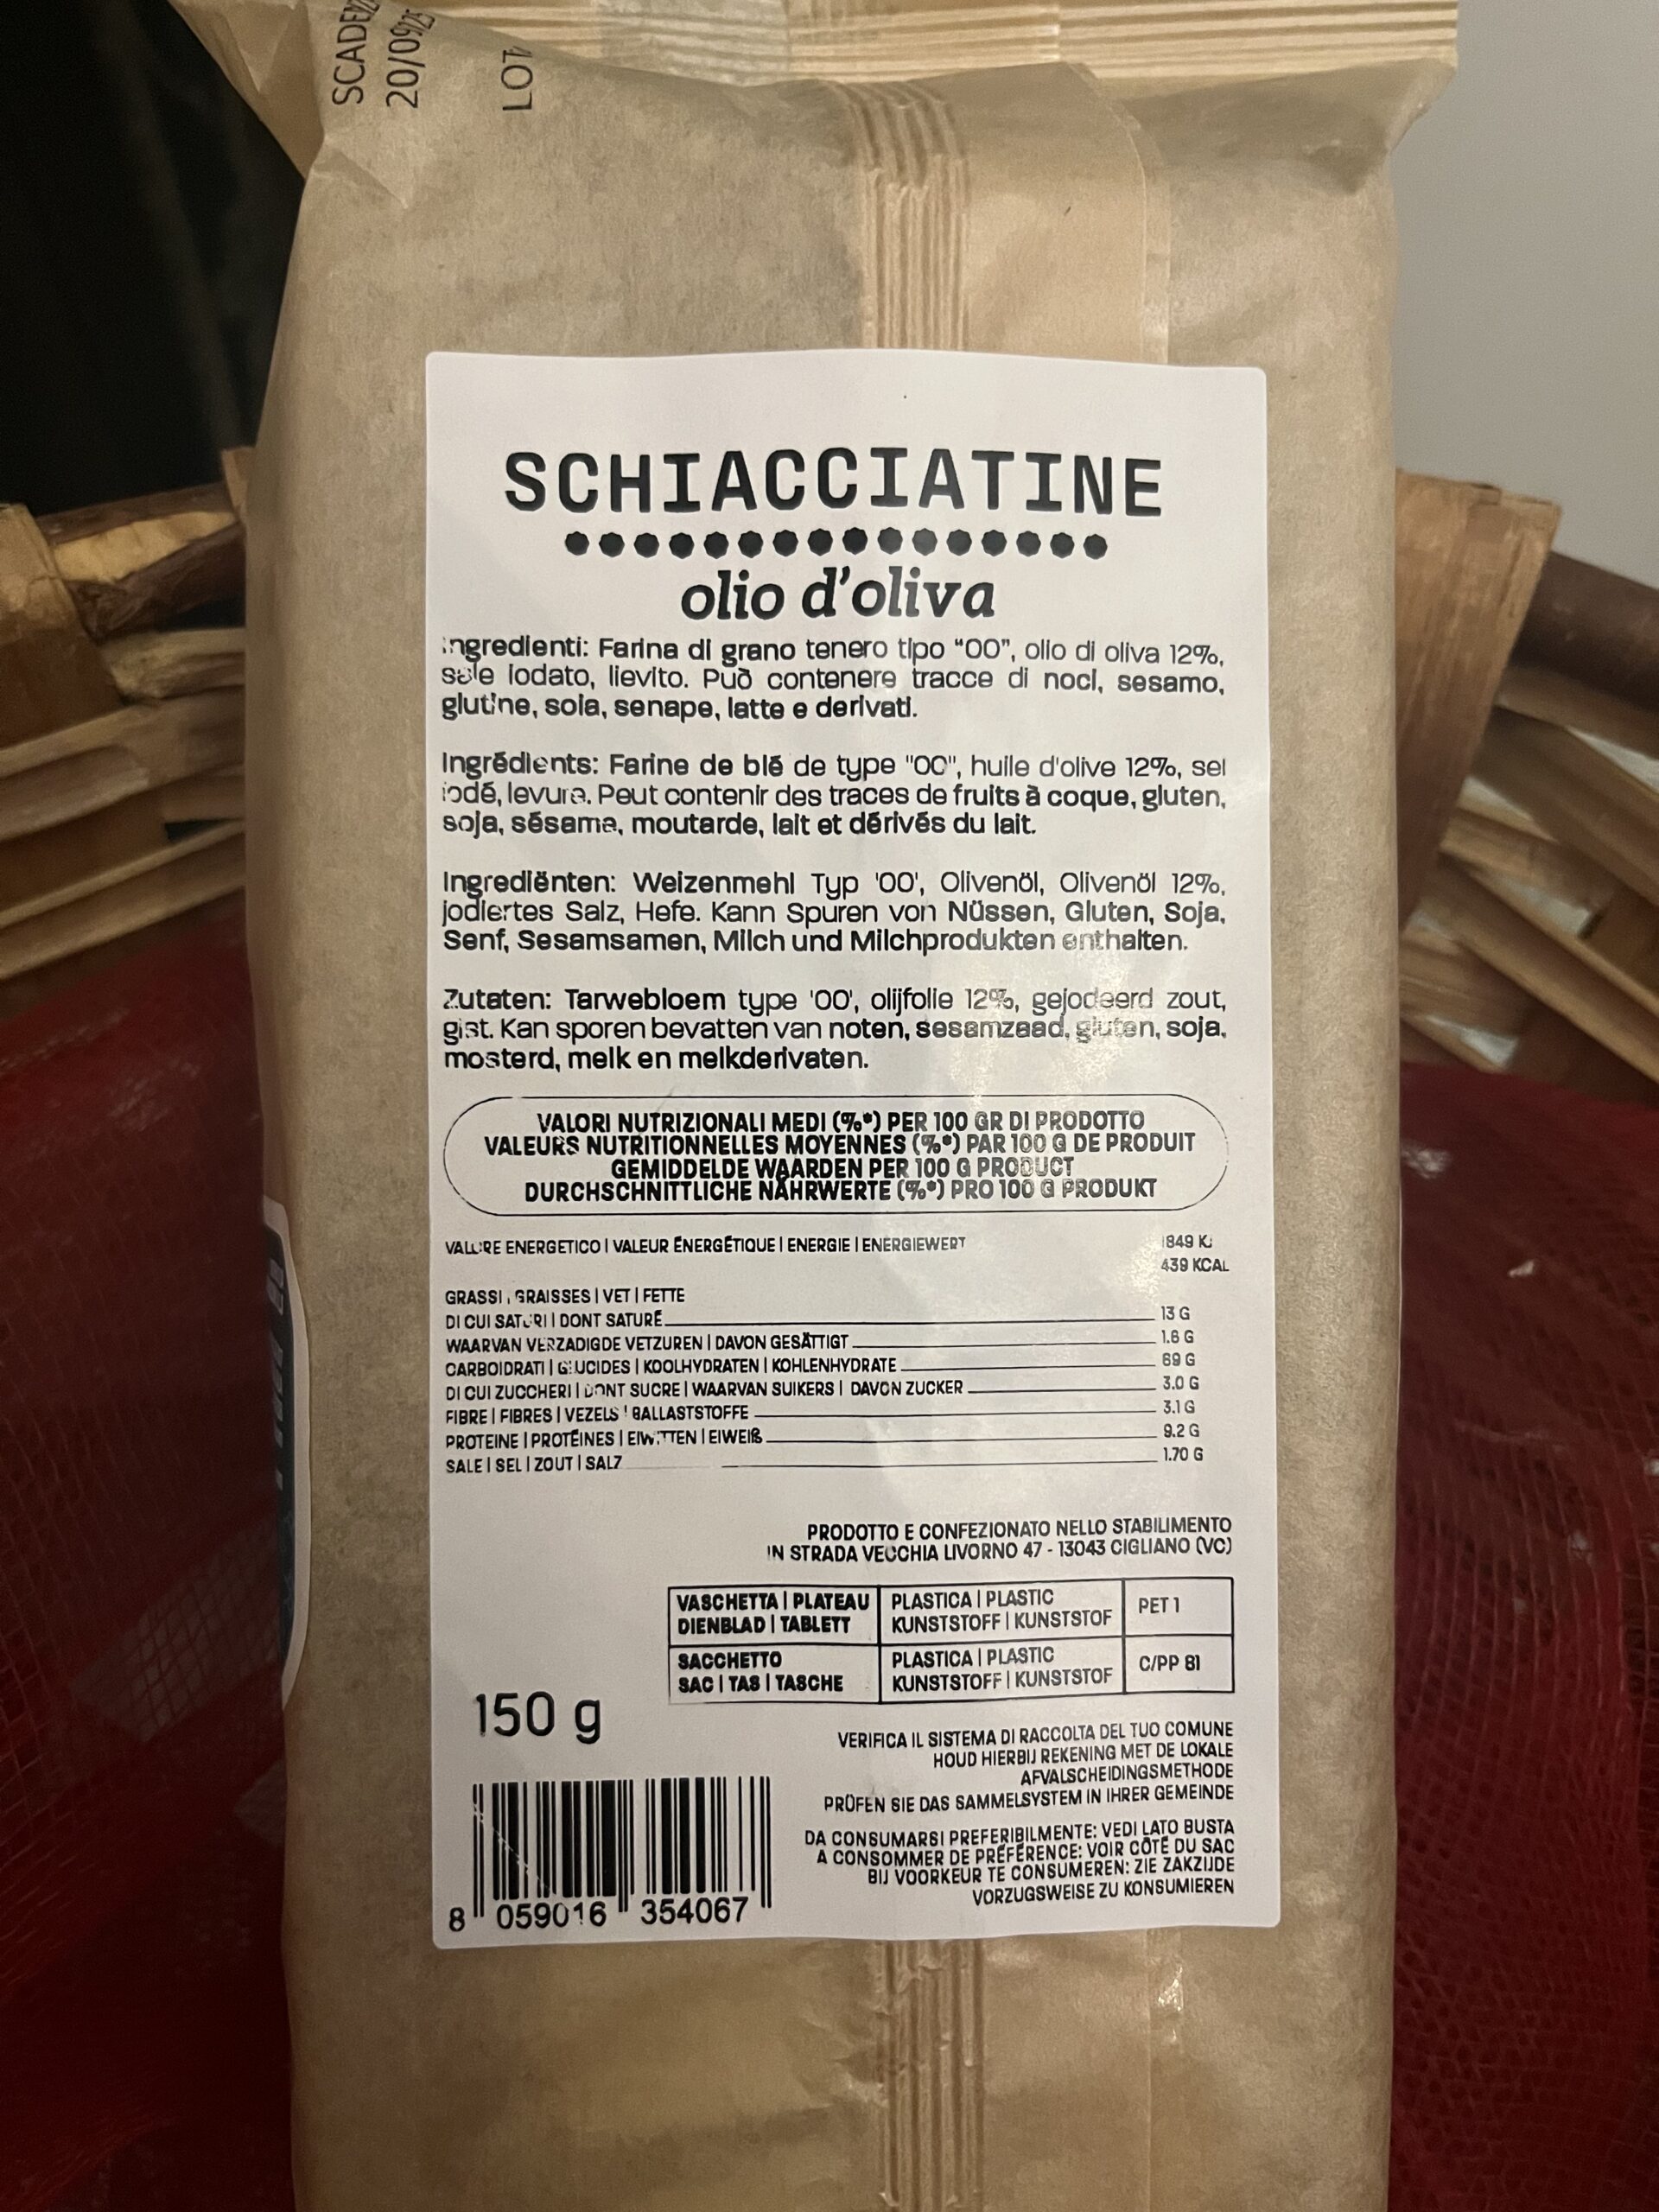 20/09/25
LOT
SCHIACCIATINE
olio d'oliva
Ingredienti: Farina di grano tenero tipo “00”, olio di oliva 12%,
sale iodato, lievito. Può contenere tracce di noci, sesamo,
glutine, soia, senape, latte e derivati.
Ingrédients: Farine de blé de type "00", huile d'olive 12%, sel
iodé, levure. Peut contenir des traces de fruits à coque, gluten,
soja, sésame, moutarde, lait et dérivés du lait.
Ingrediënten: Weizenmehl Typ '00', Olivenöl, Olivenöl 12%,
jodiertes Salz, Hefe. Kann Spuren von Nüssen, Gluten, Soja,
Senf, Sesamsamen, Milch und Milchprodukten enthalten.
Zutaten: Tarwebloem type '00', olijfolie 12%, gejodeerd zout,
gist. Kan sporen bevatten van noten, sesamzaad, gluten, soja,
mosterd, melk en melkderivaten.
VALORI NUTRIZIONALI MEDI (%*) PER 100 GR DI PRODOTTO
VALEURS NUTRITIONNELLES MOYENNES (%*) PAR 100 G DE PRODUIT
GEMIDDELDE WAARDEN PER 100 G PRODUCT
DURCHSCHNITTLICHE NÄHRWERTE (%*) PRO 100 G PRODUKT
VALORE ENERGETICO | VALEUR ÉNERGÉTIQUE | ENERGIE | ENERGIEWERT 1849 KJ
439 KCAL
GRASSI | GRAISSES | VET | FETTE
DI CUI SATURI | DONT SATURÉ 13 G
WAARVAN VERZADIGDE VETZUREN | DAVON GESÄTTIGT 1.6 G
CARBOIDRATI | GLUCIDES | KOOLHYDRATEN | KOHLENHYDRATE 69 G
DI CUI ZUCCHERI | DONT SUCRE | WAARVAN SUIKERS | DAVON ZUCKER 3.0 G
FIBRE | FIBRES | VEZELS | BALLASTSTOFFE 3.1 G
PROTEINE | PROTÉINES | EIWITTEN | EIWEIß 9.2 G
SALE | SEL | ZOUT | SALZ 1.70 G
PRODOTTO E CONFEZIONATO NELLO STABILIMENTO
IN STRADA VECCHIA LIVORNO 47 - 13043 CIGLIANO (VC)
VASCHETTA | PLATEAU PLASTICA | PLASTIC PET 1
DIENBLAD | TABLETT KUNSTSTOFF | KUNSTSTOF
SACCHETTO PLASTICA | PLASTIC C/PP 81
SAC | TAS | TASCHE KUNSTSTOFF | KUNSTSTOF
150 g
VERIFICA IL SISTEMA DI RACCOLTA DEL TUO COMUNE
HOUD HIERBIJ REKENING MET DE LOKALE
AFVALSCHEIDINGSMETHODE
PRÜFEN SIE DAS SAMMELSYSTEM IN IHRER GEMEINDE
DA CONSUMARSI PREFERIBILMENTE: VEDI LATO BUSTA
A CONSOMMER DE PRÉFÉRENCE: VOIR CÔTÉ DU SAC
BIJ VOORKEUR TE CONSUMEREN: ZIE ZAKZIJDE
VORZUGSWEISE ZU KONSUMIEREN
8 059016 354067